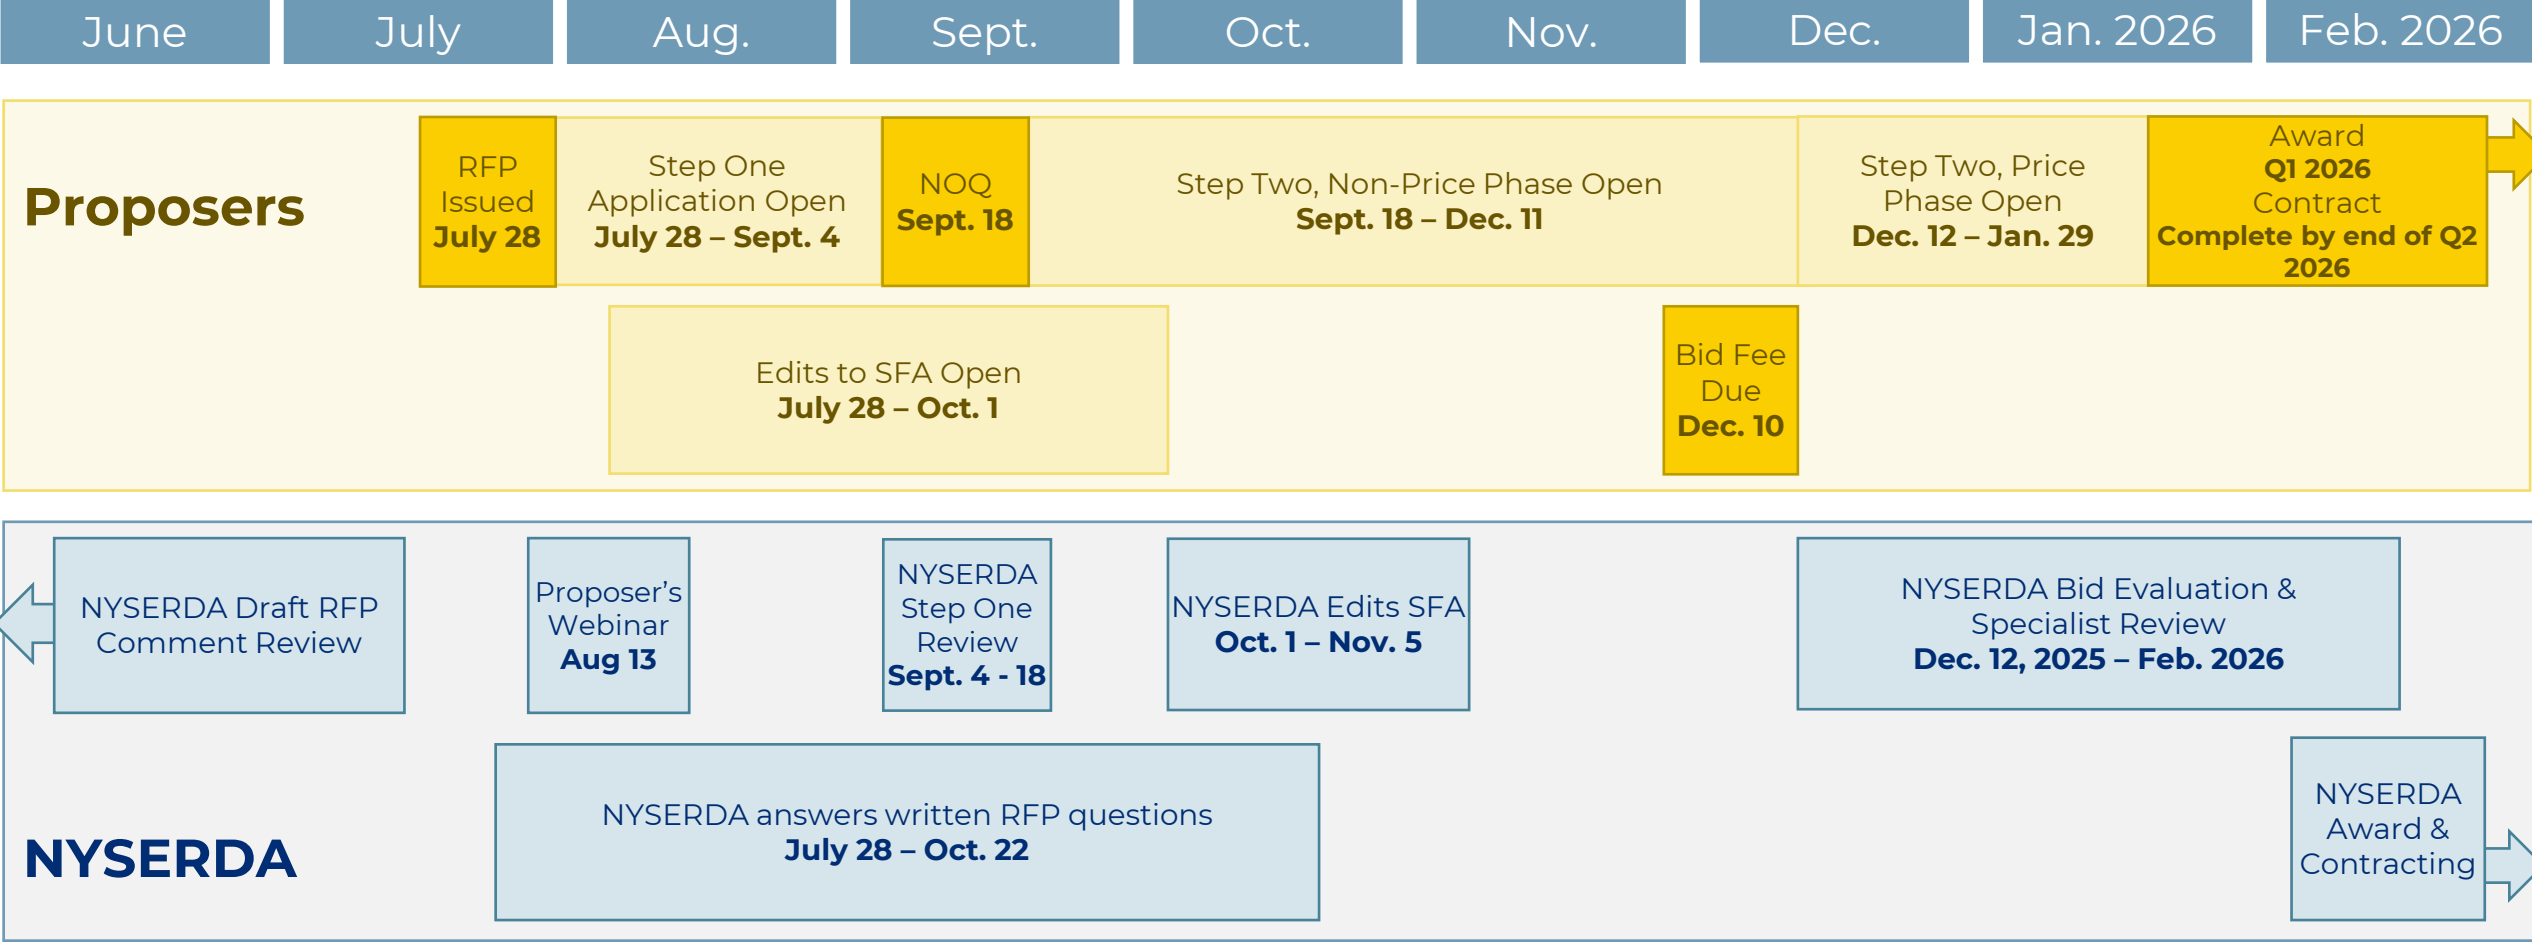 June
July
Aug.
Sept.
Oct.
Nov.
Dec.
Jan. 2026
Feb. 2026
Proposers
RFP
Issued
July 28
Step One
Application Open
July 28 – Sept. 4
NOQ
Sept. 18
Step Two, Non-Price Phase Open
Sept. 18 – Dec. 11
Step Two, Price
Phase Open
Dec. 12 – Jan. 29
Award
Q1 2026
Contract
Complete by end of Q2
2026
Edits to SFA Open
July 28 – Oct. 1
Bid Fee
Due
Dec. 10
NYSERDA Draft RFP
Comment Review
Proposer’s
Webinar
Aug 13
NYSERDA
Step One
Review
Sept. 4 - 18
NYSERDA Edits SFA
Oct. 1 – Nov. 5
NYSERDA Bid Evaluation &
Specialist Review
Dec. 12, 2025 – Feb. 2026
NYSERDA
NYSERDA answers written RFP questions
July 28 – Oct. 22
NYSERDA
Award &
Contracting